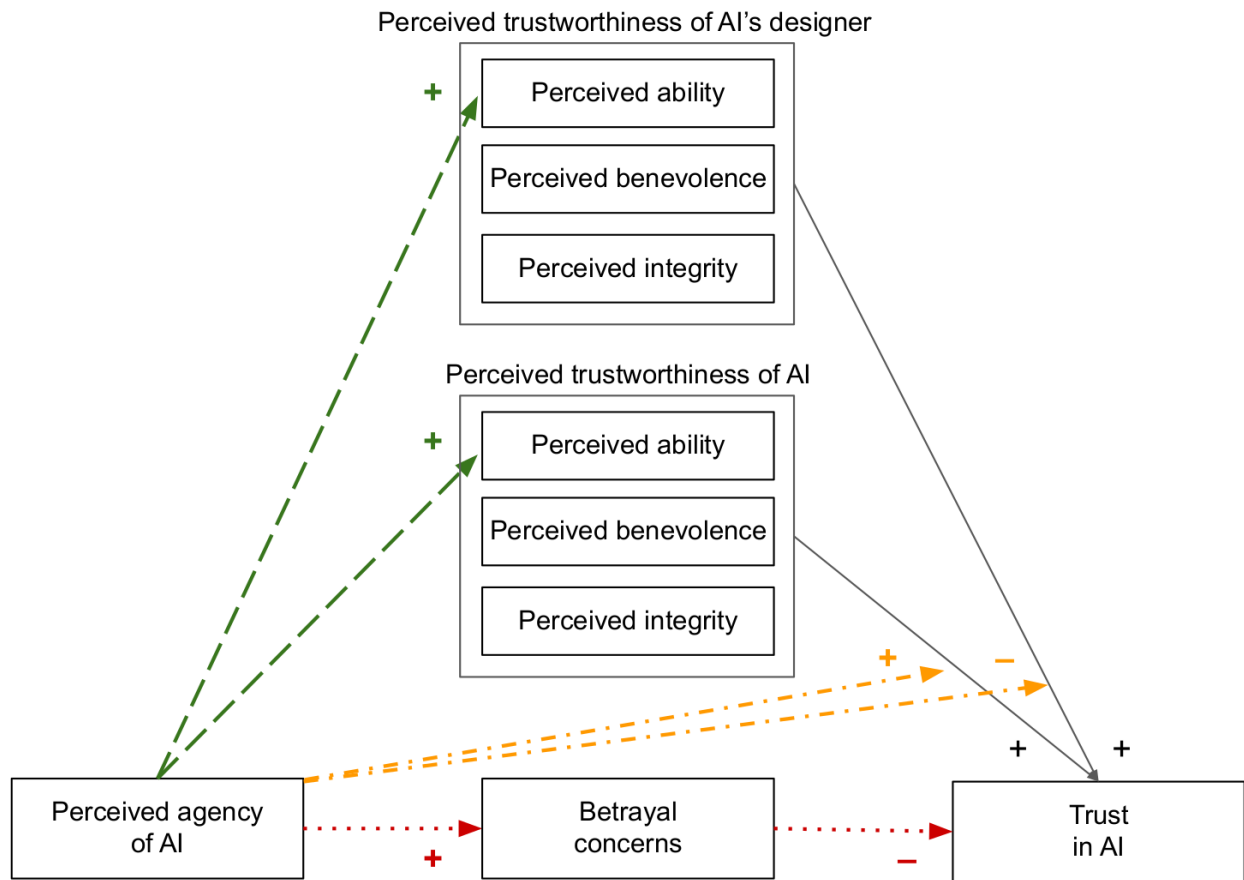 Perceived trustworthiness of AI's designer
+
Perceived ability
Perceived benevolence
Perceived integrity
Perceived trustworthiness of AI
+
Perceived ability
Perceived benevolence
Perceived integrity
+ −
+ +
Perceived agency
of AI
+
Betrayal
concerns
−
Trust
in AI